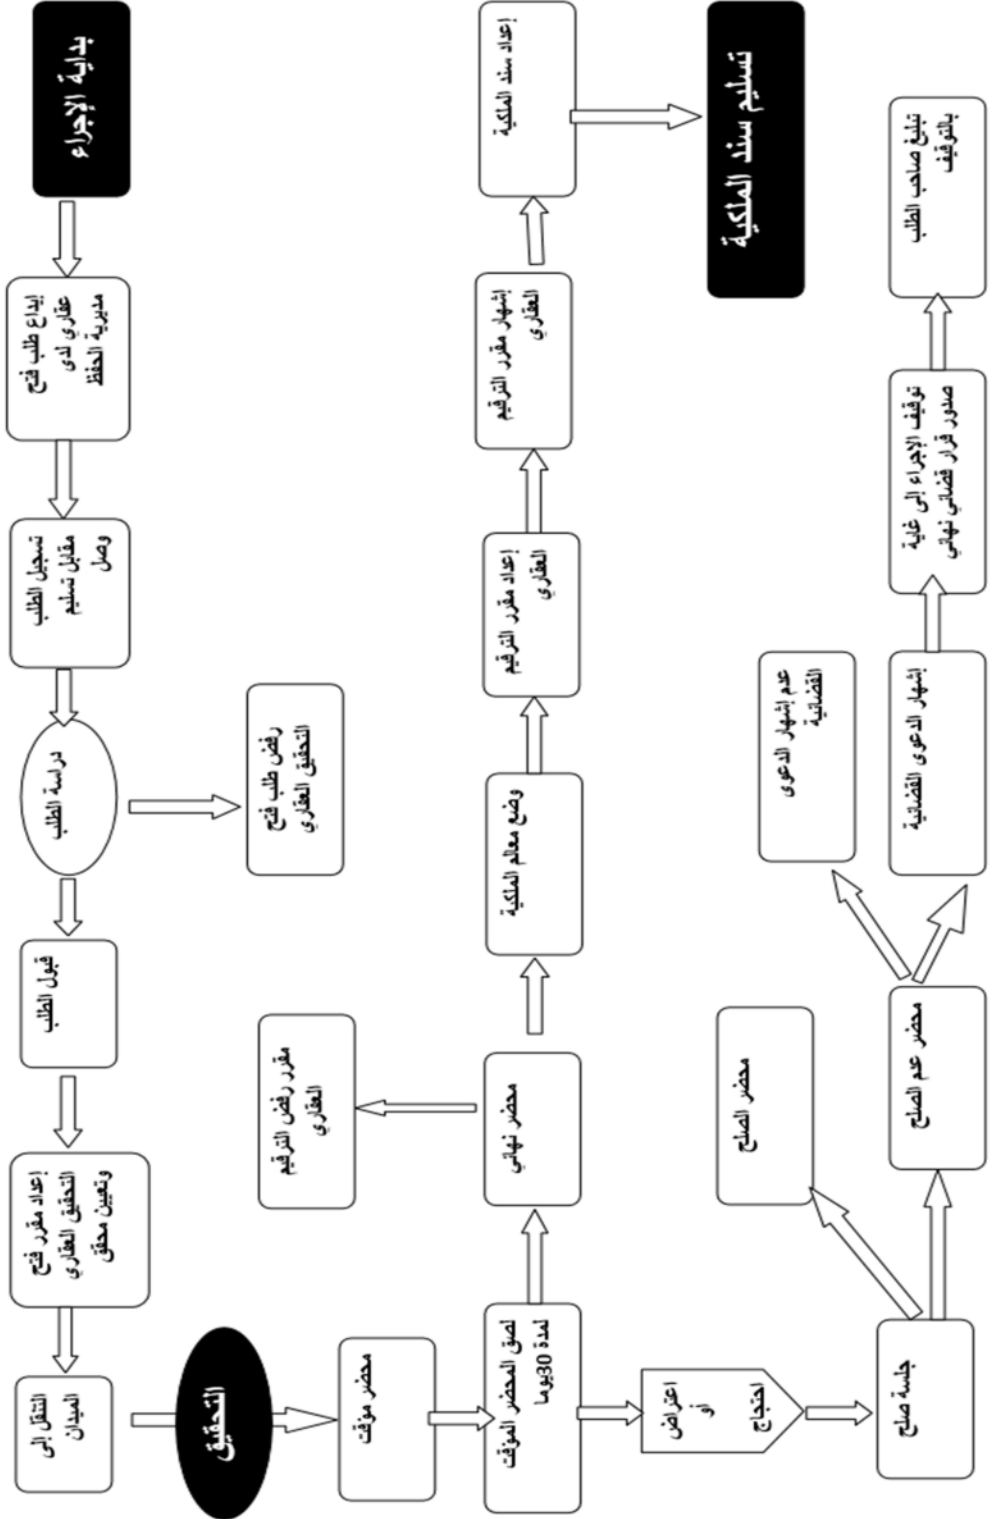 بداية الإجراء
إيداع طلب فتح
عقاري لدى
مديرية الحفظ
تسجيل الطلب
مقابل تسليم
وصل
دراسة الطلب
رفض طلب فتح
التحقيق العقاري
قبول الطلب
إعداد مقرر فتح
التحقيق العقاري
وتعيين محقق
التنقل إلى
الميدان
التحقيق
محضر مؤقت
لصق المحضر المؤقت
لمدة 30يوما
محضر نهائي
مقرر رفض الترقيم
العقاري
وضع معالم الملكية
إعداد مقرر الترقيم
العقاري
إشهار مقرر الترقيم
العقاري
إعداد سند الملكية
تسليم سند الملكية
اعتراض
أو
احتجاج
جلسة صلح
محضر الصلح
محضر عدم الصلح
عدم إشهار الدعوى
القضائية
إشهار الدعوى القضائية
توقيف الإجراء إلى غاية
صدور قرار قضائي نهائي
تبليغ صاحب الطلب
بالتوقيف